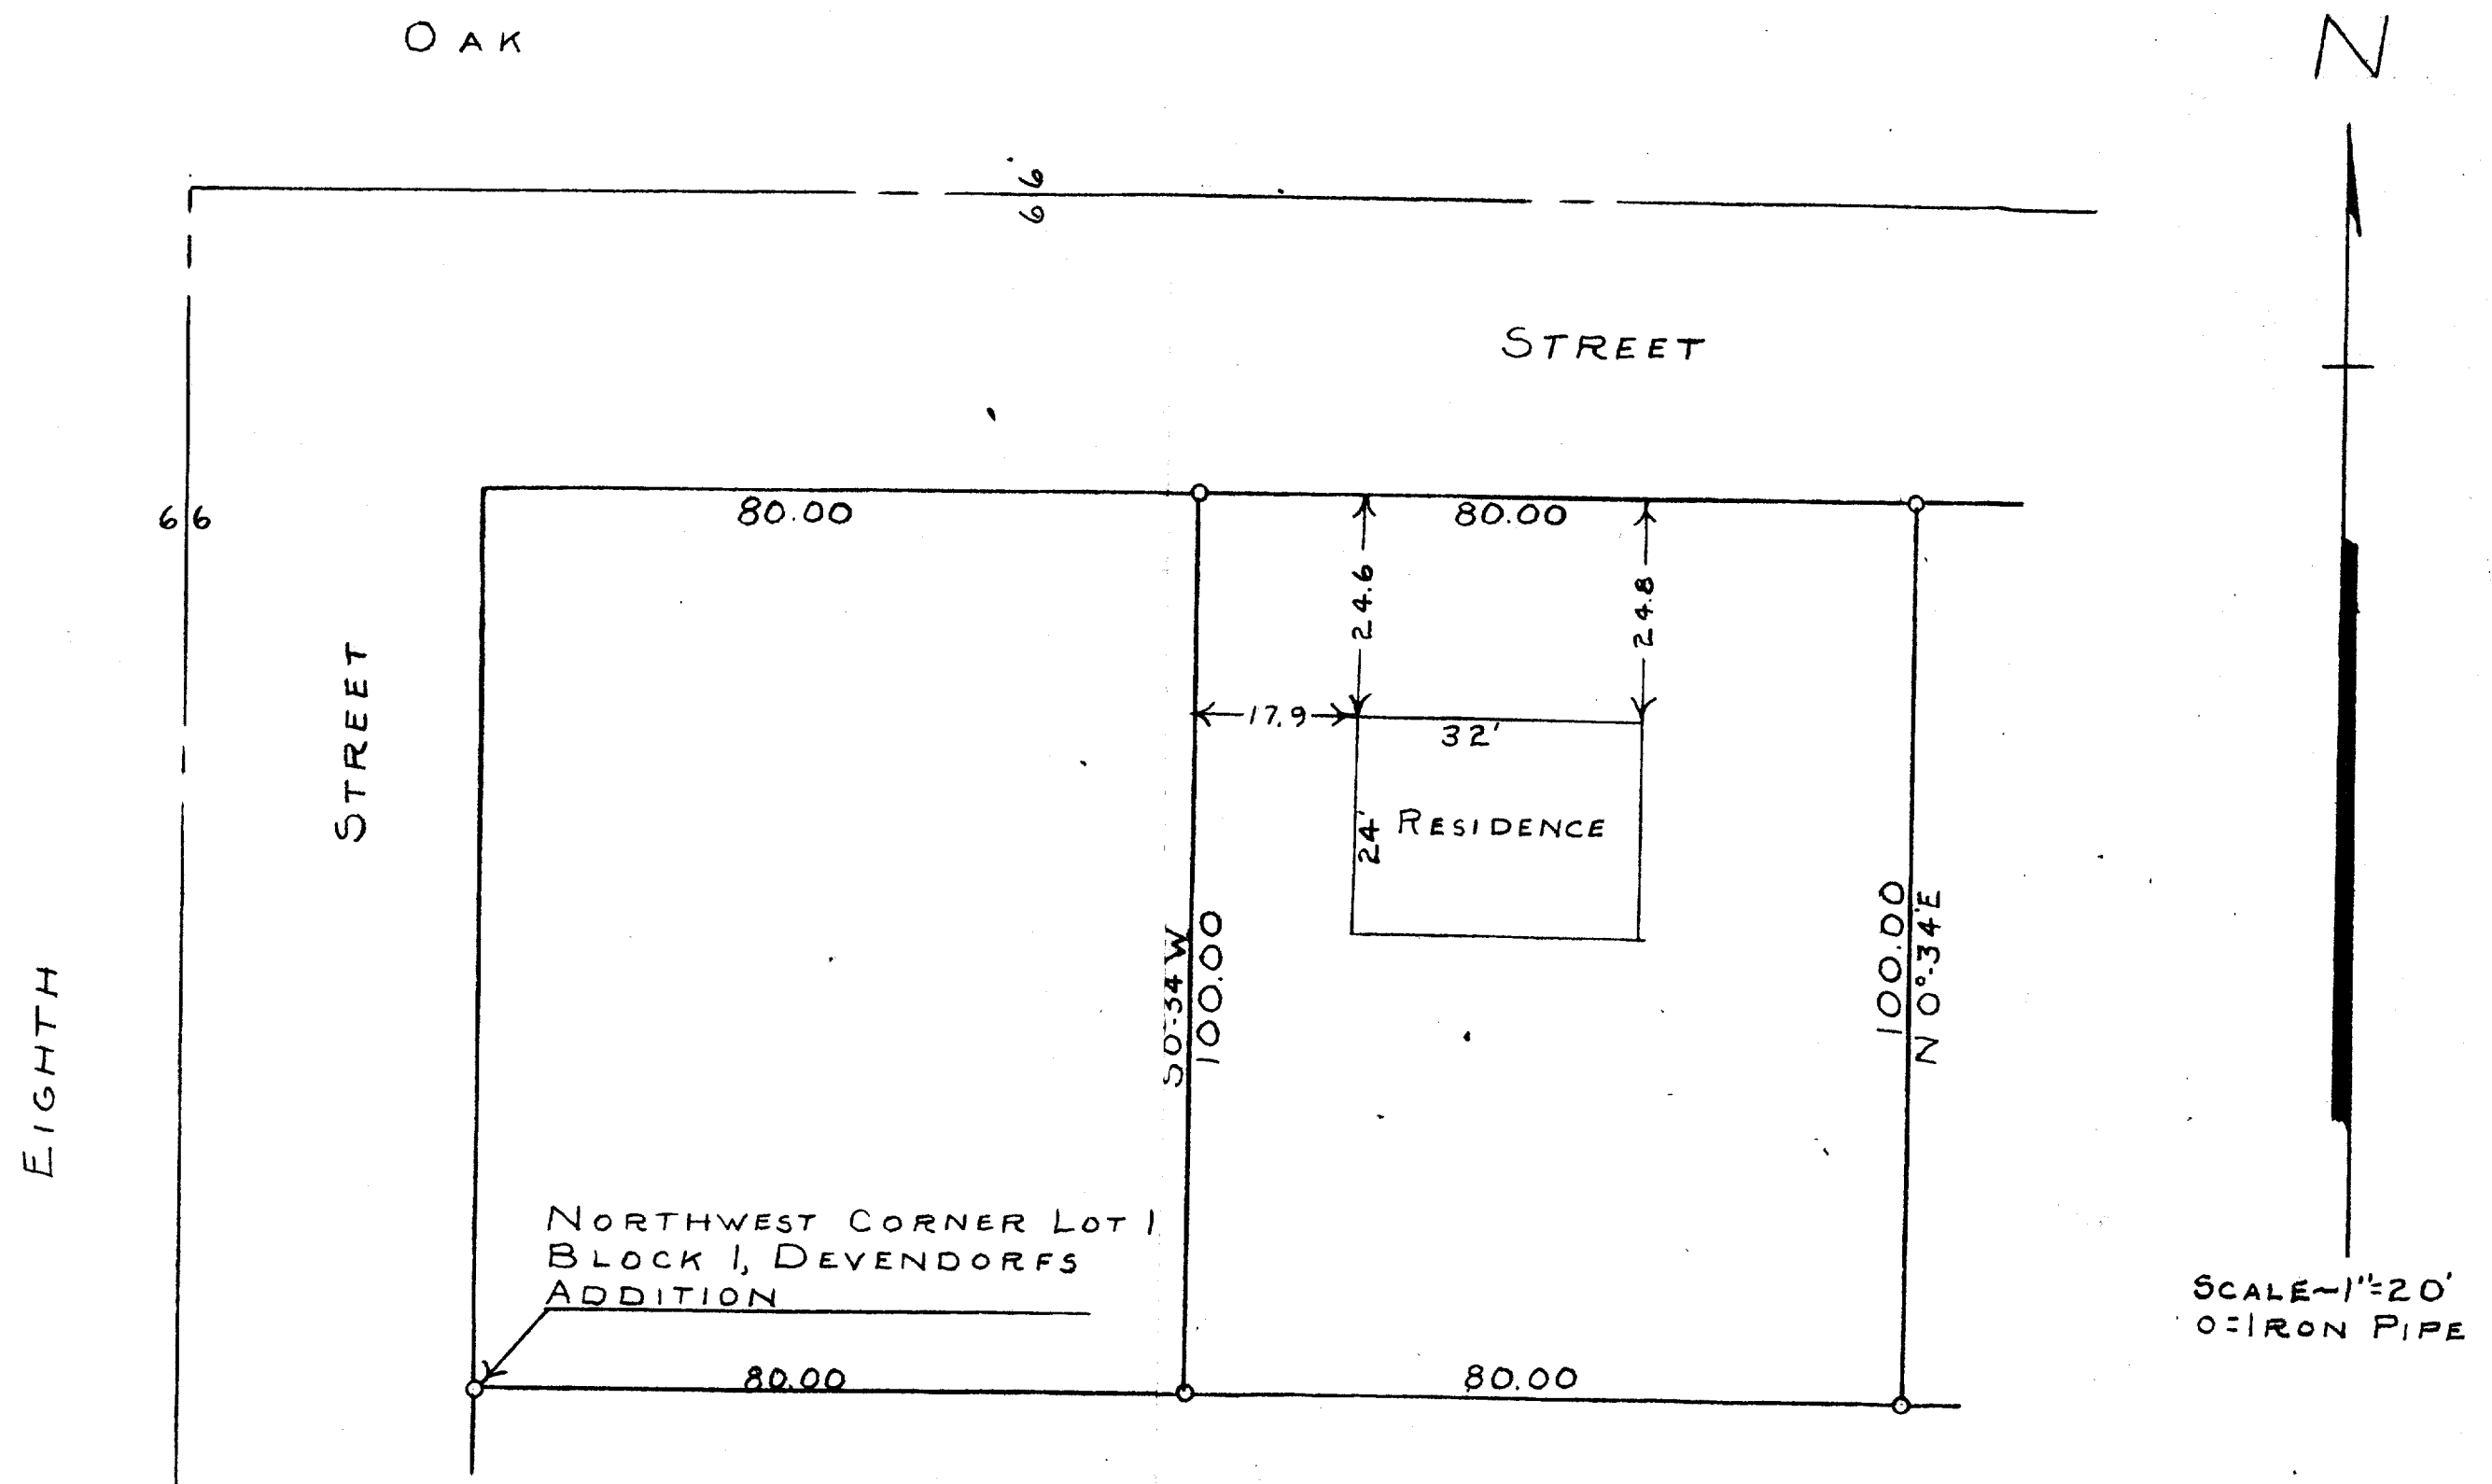 OAK
N
66
STREET
80.00
80.00
66
24.6
24.8
STREET
17.9
32'
24'
RESIDENCE
EIGHTH
S0-34W
100.00
100.00
N0°-34'E
NORTHWEST CORNER LOT 1
BLOCK 1, DEVENDORFS
ADDITION
SCALE~1"=20'
O=IRON PIPE
80.00
80.00